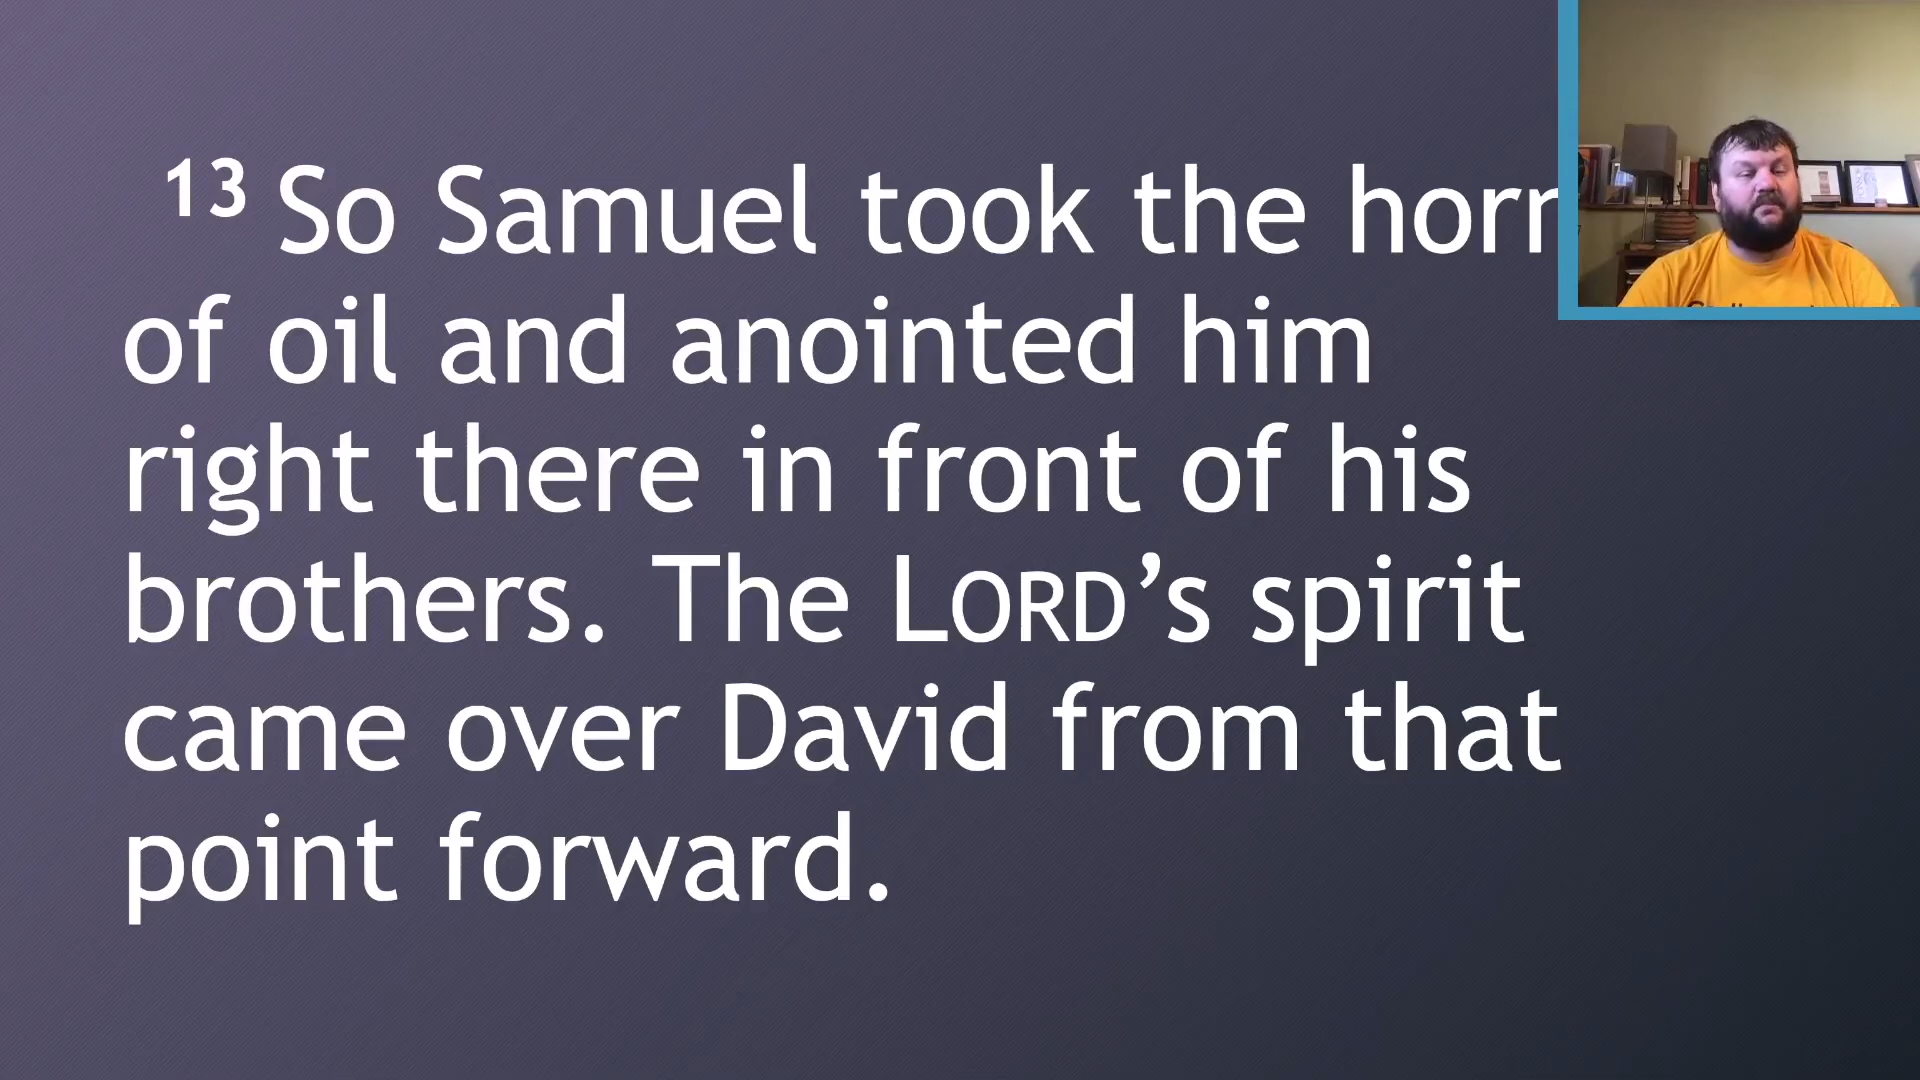 13 So Samuel took the horn
of oil and anointed him
right there in front of his
brothers. The LORD’s spirit
came over David from that
point forward.